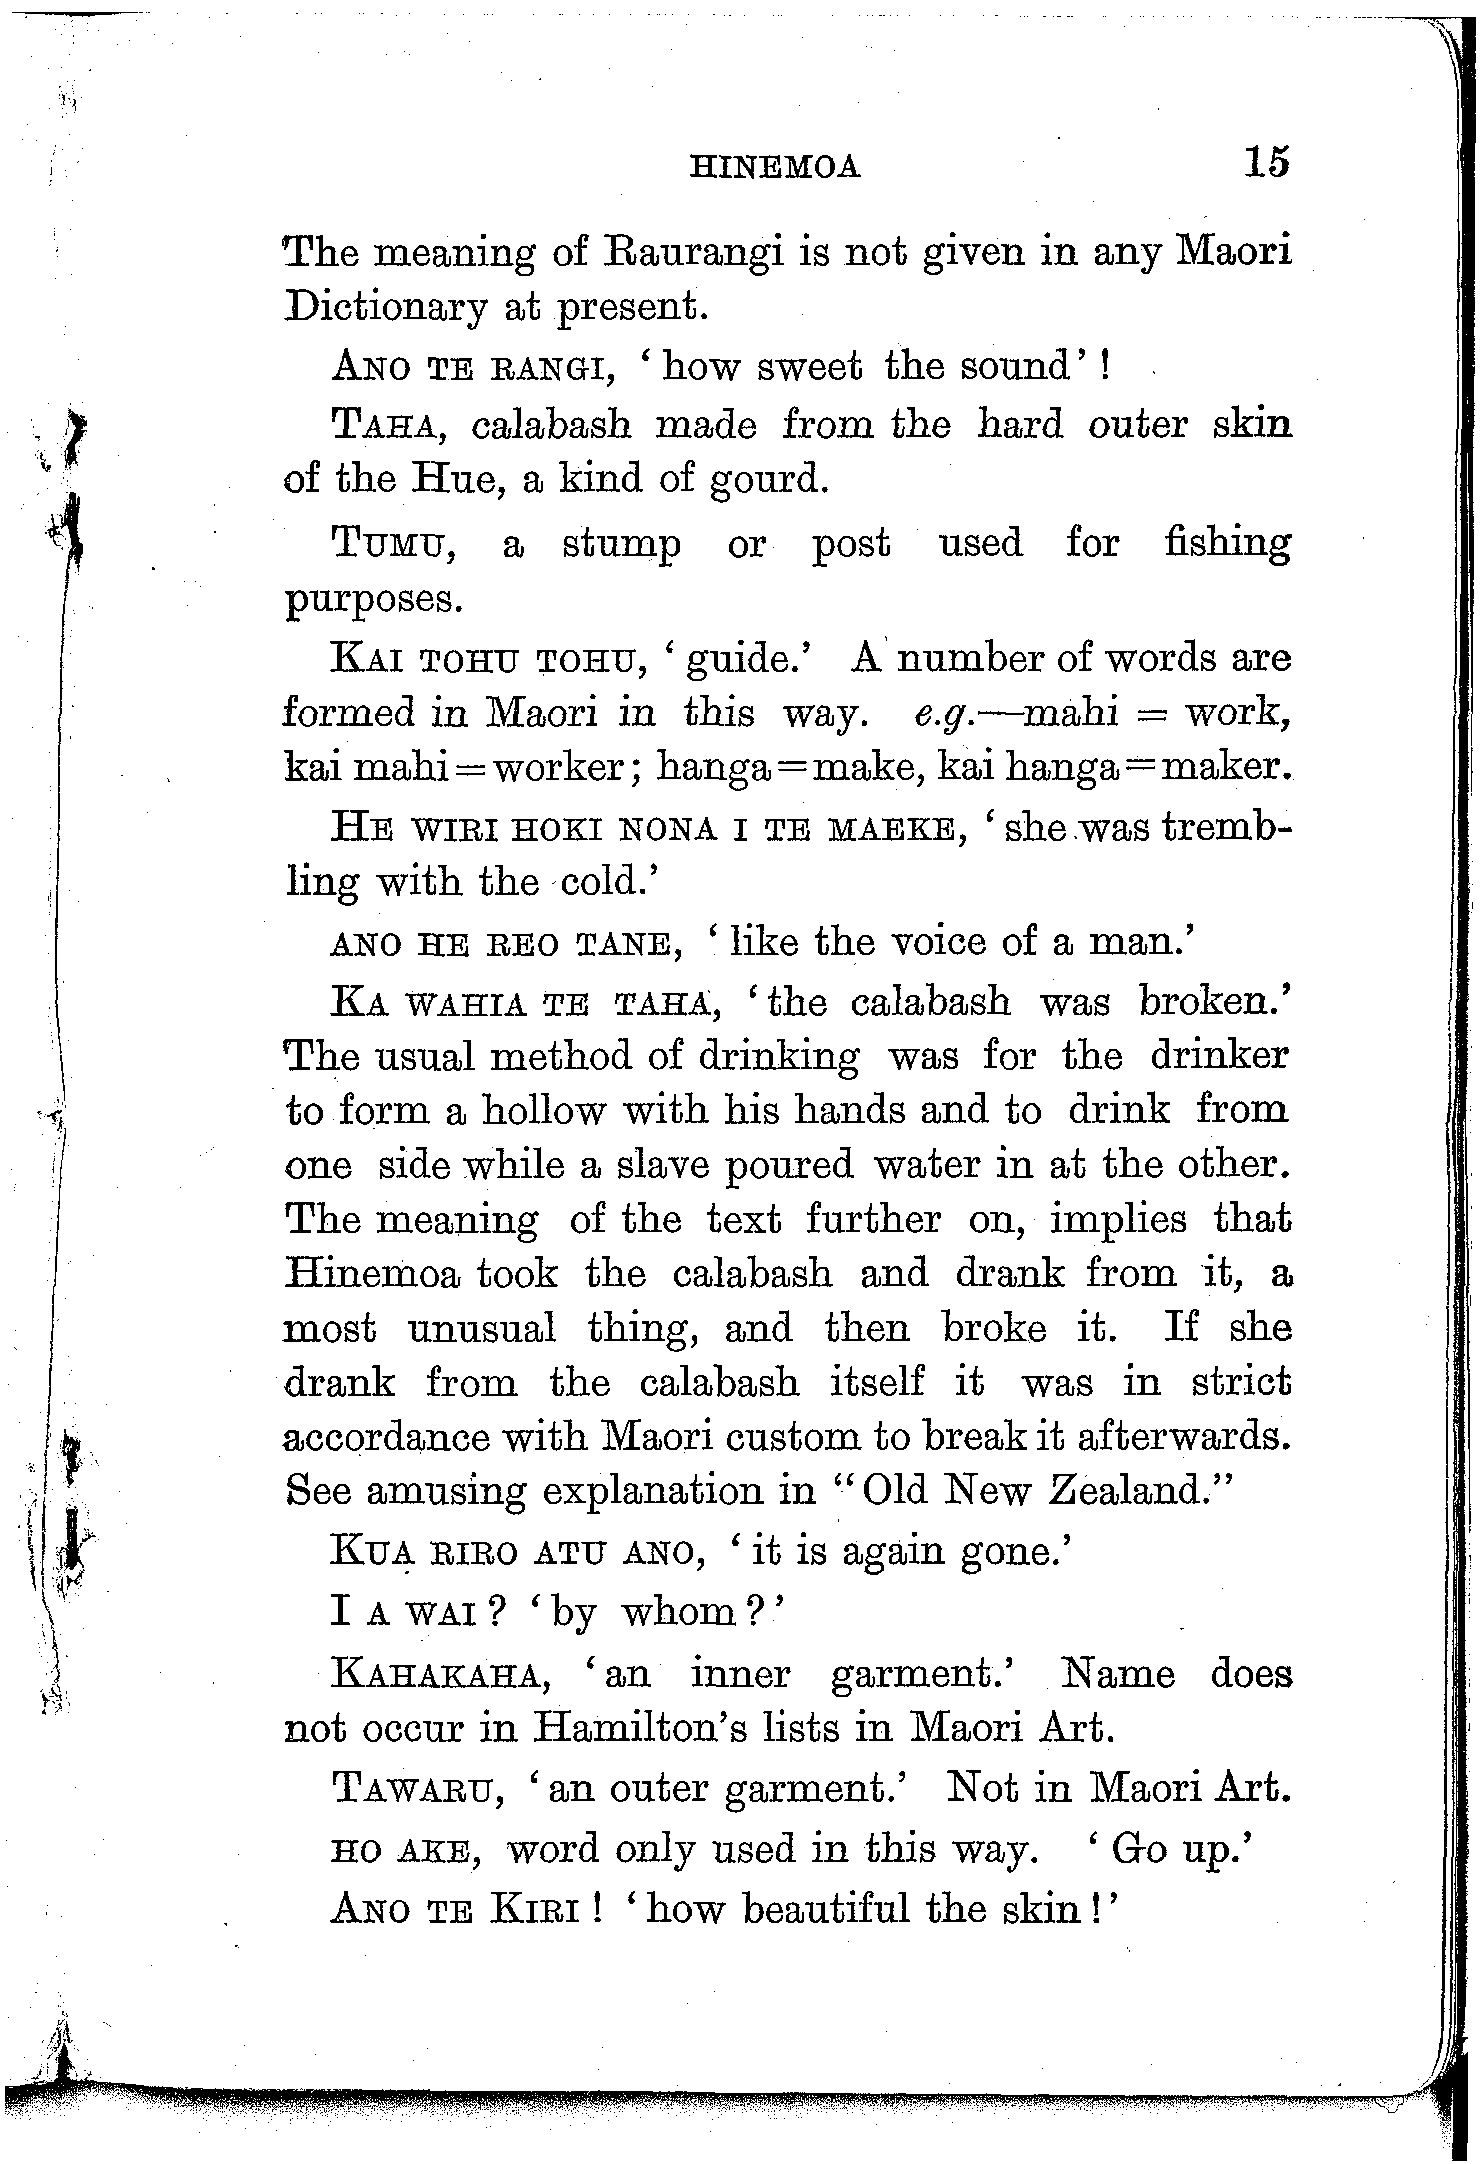 HINEMOA 15
The meaning of Raurangi is not given in any Maori
Dictionary at present.
ANO TE RANGI, ‘how sweet the sound’!
TAHA, calabash made from the hard outer skin
of the Hue, a kind of gourd.
TUMU, a stump or post used for fishing
purposes.
KAI TOHU TOHU, ‘guide.’ A number of words are
formed in Maori in this way. e.g.—mahi = work,
kai mahi=worker; hanga=make, kai hanga=maker.
HE WIRI HOKI NONA I TE MAEKE, ‘she was tremb-
ling with the cold.’
ANO HE REO TANE, ‘like the voice of a man.’
KA WAHIA TE TAHA, ‘the calabash was broken.’
The usual method of drinking was for the drinker
to form a hollow with his hands and to drink from
one side while a slave poured water in at the other.
The meaning of the text further on, implies that
Hinemoa took the calabash and drank from it, a
most unusual thing, and then broke it. If she
drank from the calabash itself it was in strict
accordance with Maori custom to break it afterwards.
See amusing explanation in “Old New Zealand.”
KUA RIRO ATU ANO, ‘it is again gone.’
I A WAI? ‘by whom?’
KAHAKAHA, ‘an inner garment.’ Name does
not occur in Hamilton’s lists in Maori Art.
TAWARU, ‘an outer garment.’ Not in Maori Art.
HO AKE, word only used in this way. ‘Go up.’
ANO TE KIRI! ‘how beautiful the skin!’